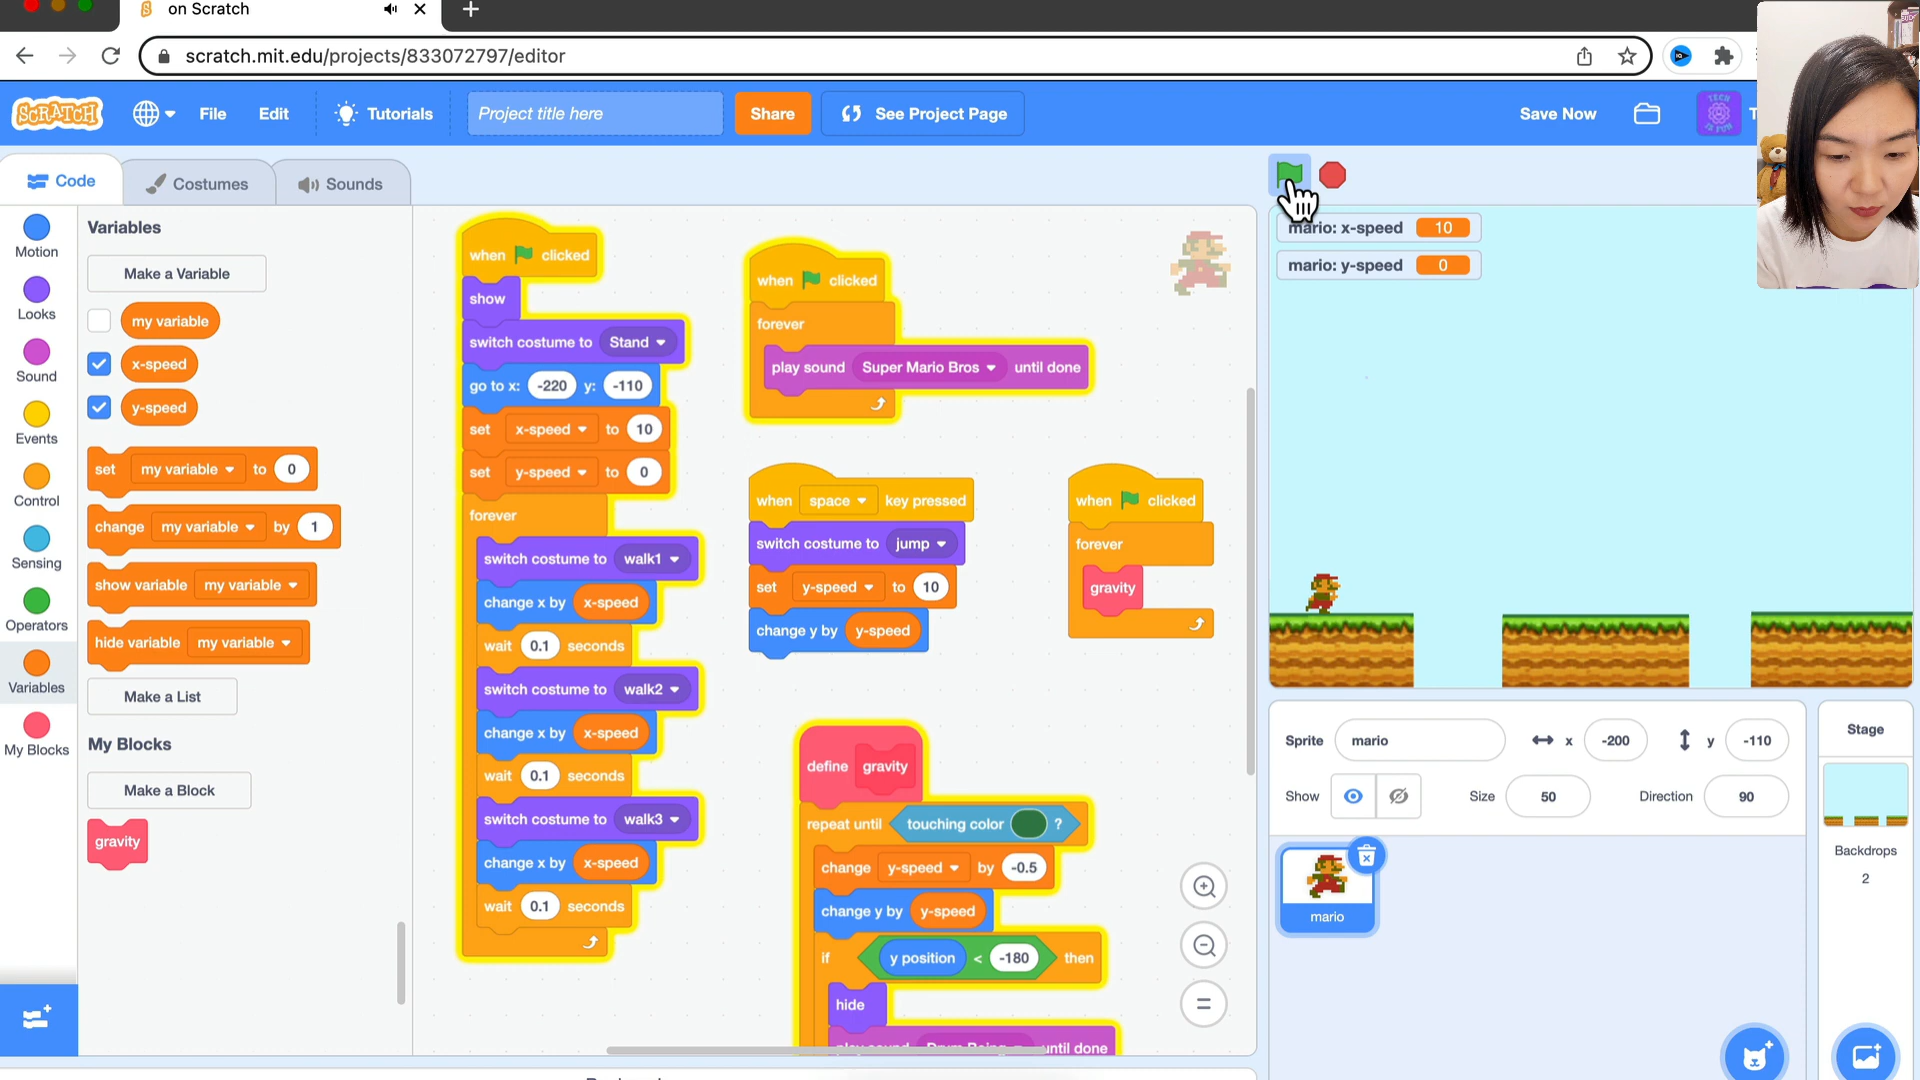 on Scratch
scratch.mit.edu/projects/833072797/editor
SCRATCH
File
Edit
Tutorials
Project title here
Share
See Project Page
Save Now
TECH IS FUN
T
Code
Costumes
Sounds
Motion
Looks
Sound
Events
Control
Sensing
Operators
Variables
My Blocks
Variables
Make a Variable
my variable
x-speed
y-speed
set my variable to 0
change my variable by 1
show variable my variable
hide variable my variable
Make a List
My Blocks
Make a Block
gravity
when clicked
show
switch costume to Stand
go to x: -220 y: -110
set x-speed to 10
set y-speed to 0
forever
switch costume to walk1
change x by x-speed
wait 0.1 seconds
switch costume to walk2
change x by x-speed
wait 0.1 seconds
switch costume to walk3
change x by x-speed
wait 0.1 seconds
when clicked
forever
play sound Super Mario Bros until done
when space key pressed
switch costume to jump
set y-speed to 10
change y by y-speed
when clicked
forever
gravity
define gravity
repeat until touching color ?
change y-speed by -0.5
change y by y-speed
if y position < -180 then
hide
play sound Drum Boing until done
mario: x-speed 10
mario: y-speed 0
Sprite mario x -200 y -110
Show Size 50 Direction 90
mario
Stage
Backdrops
2